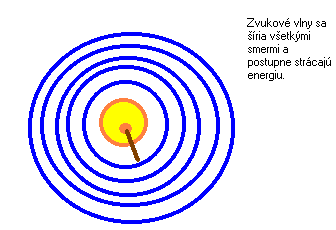 Zvukové vlny sa
šíria všetkými
smermi a
postupne strácajú
energiu.